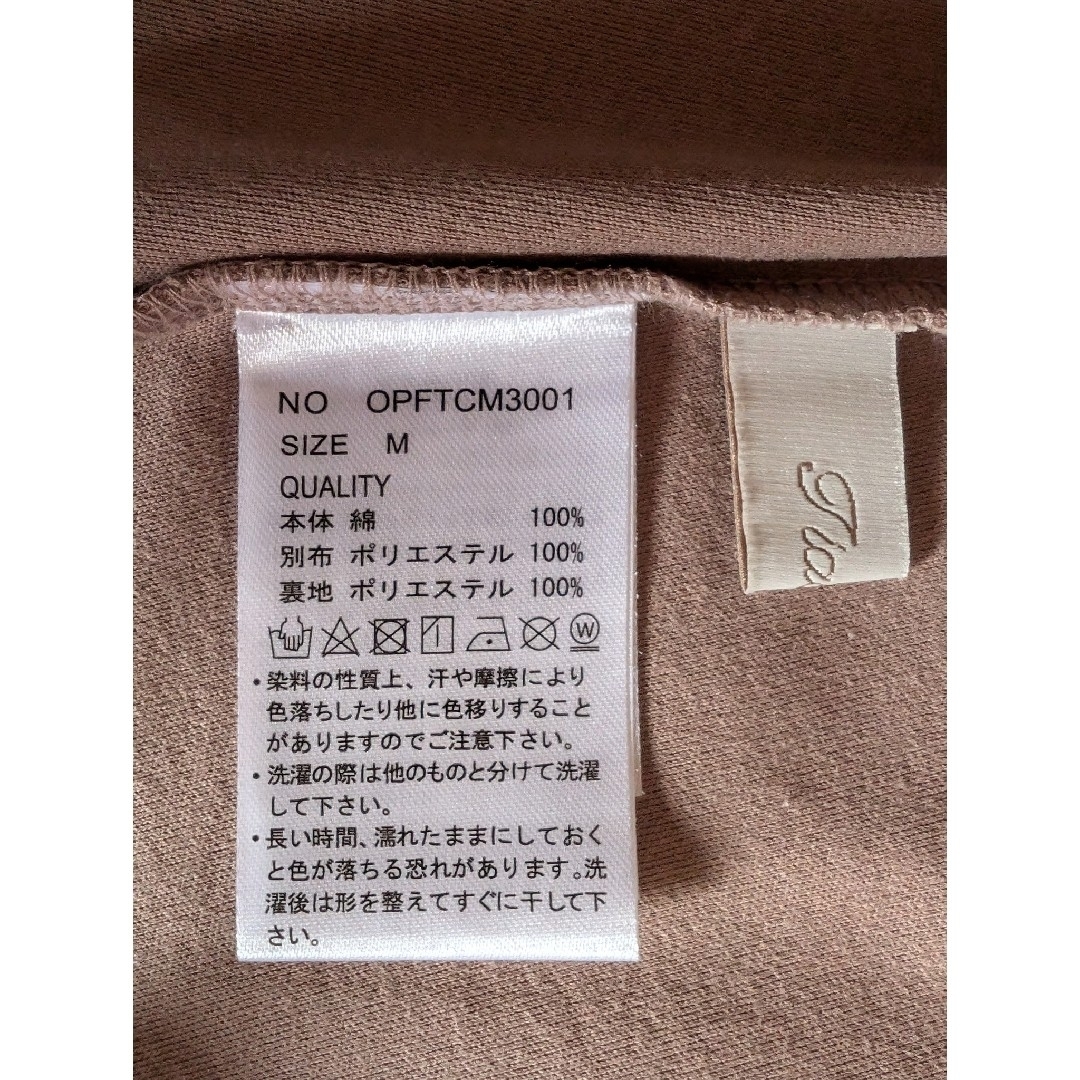 NO OPFTCM3001
SIZE M
QUALITY
本体 綿 100%
別布 ポリエステル 100%
裏地 ポリエステル 100%
W
・染料の性質上、汗や摩擦により
色落ちしたり他に色移りすること
がありますのでご注意下さい。
・洗濯の際は他のものと分けて洗濯
して下さい。
・長い時間、濡れたままにしておく
と色が落ちる恐れがあります。洗
濯後は形を整えてすぐに干して下
さい。